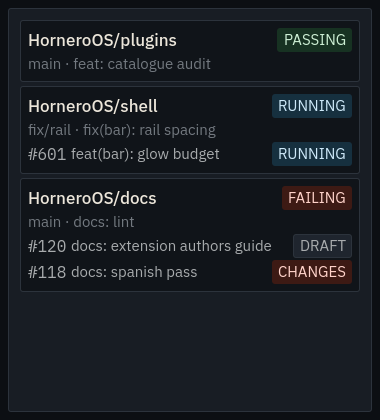 HorneroOS/plugins PASSING
main · feat: catalogue audit
HorneroOS/shell RUNNING
fix/rail · fix(bar): rail spacing
#601 feat(bar): glow budget RUNNING
HorneroOS/docs FAILING
main · docs: lint
#120 docs: extension authors guide DRAFT
#118 docs: spanish pass CHANGES